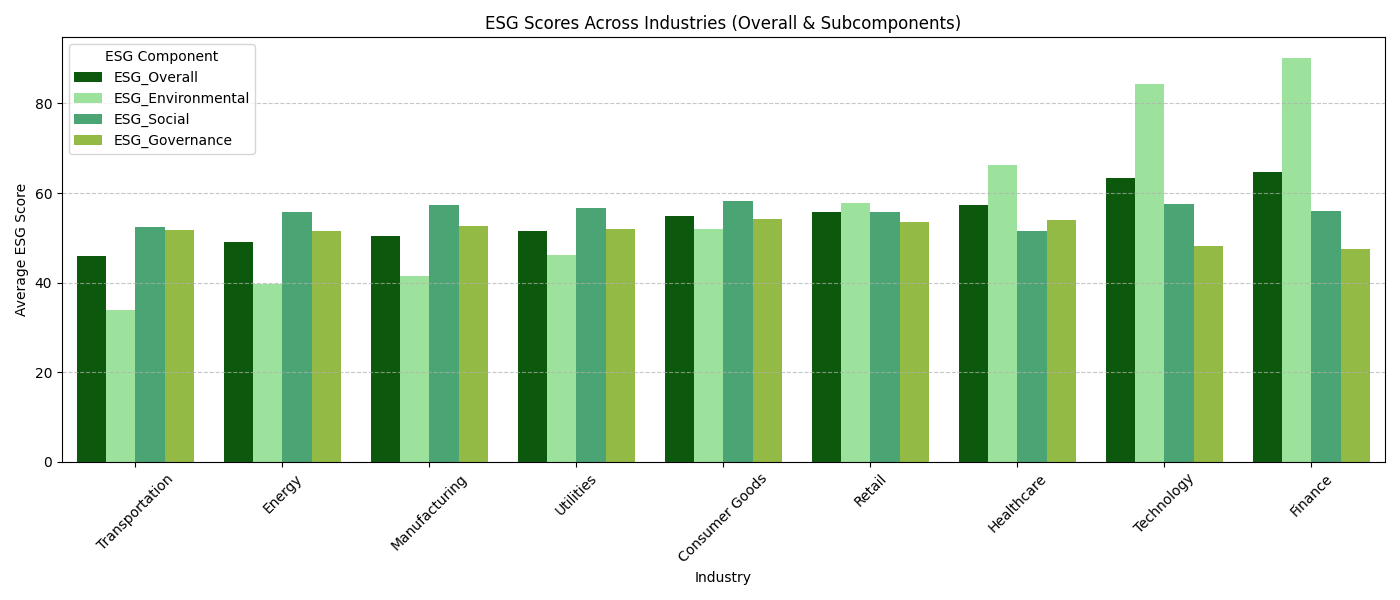 ESG Scores Across Industries (Overall & Subcomponents)
ESG Component
ESG_Overall
ESG_Environmental
ESG_Social
ESG_Governance
Average ESG Score
80
60
40
20
0
Transportation
Energy
Manufacturing
Utilities
Consumer Goods
Retail
Healthcare
Technology
Finance
Industry